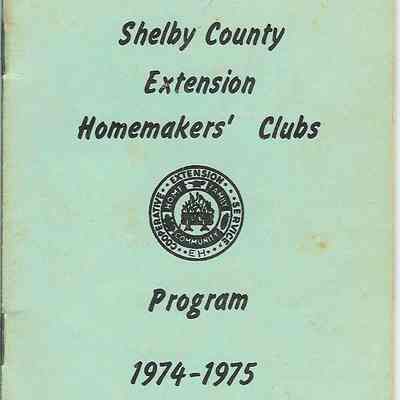 Shelby County
Extension
Homemakers' Clubs
COOPERATIVE · EXTENSION · SERVICE
HOME FAMILY
COMMUNITY
E H
Program
1974-1975